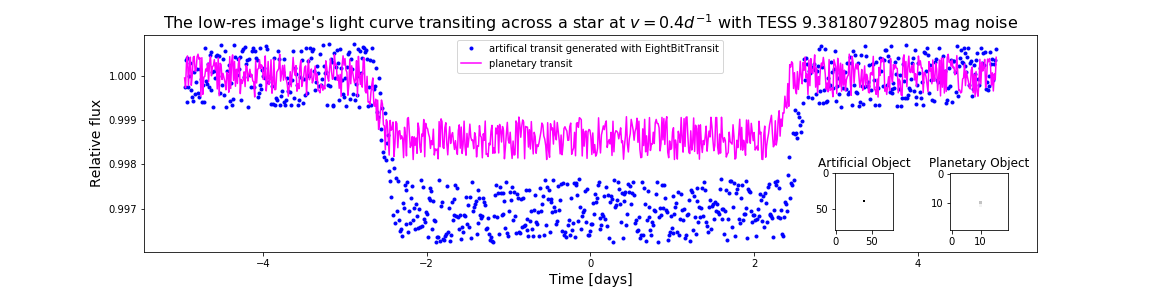 The low-res image's light curve transiting across a star at v = 0.4d⁻¹ with TESS 9.38180792805 mag noise
artifical transit generated with EightBitTransit
planetary transit
Relative flux
1.000
0.999
0.998
0.997
Artificial Object
Planetary Object
0
50
0
50
0
10
0
10
−4
−2
0
2
4
Time [days]